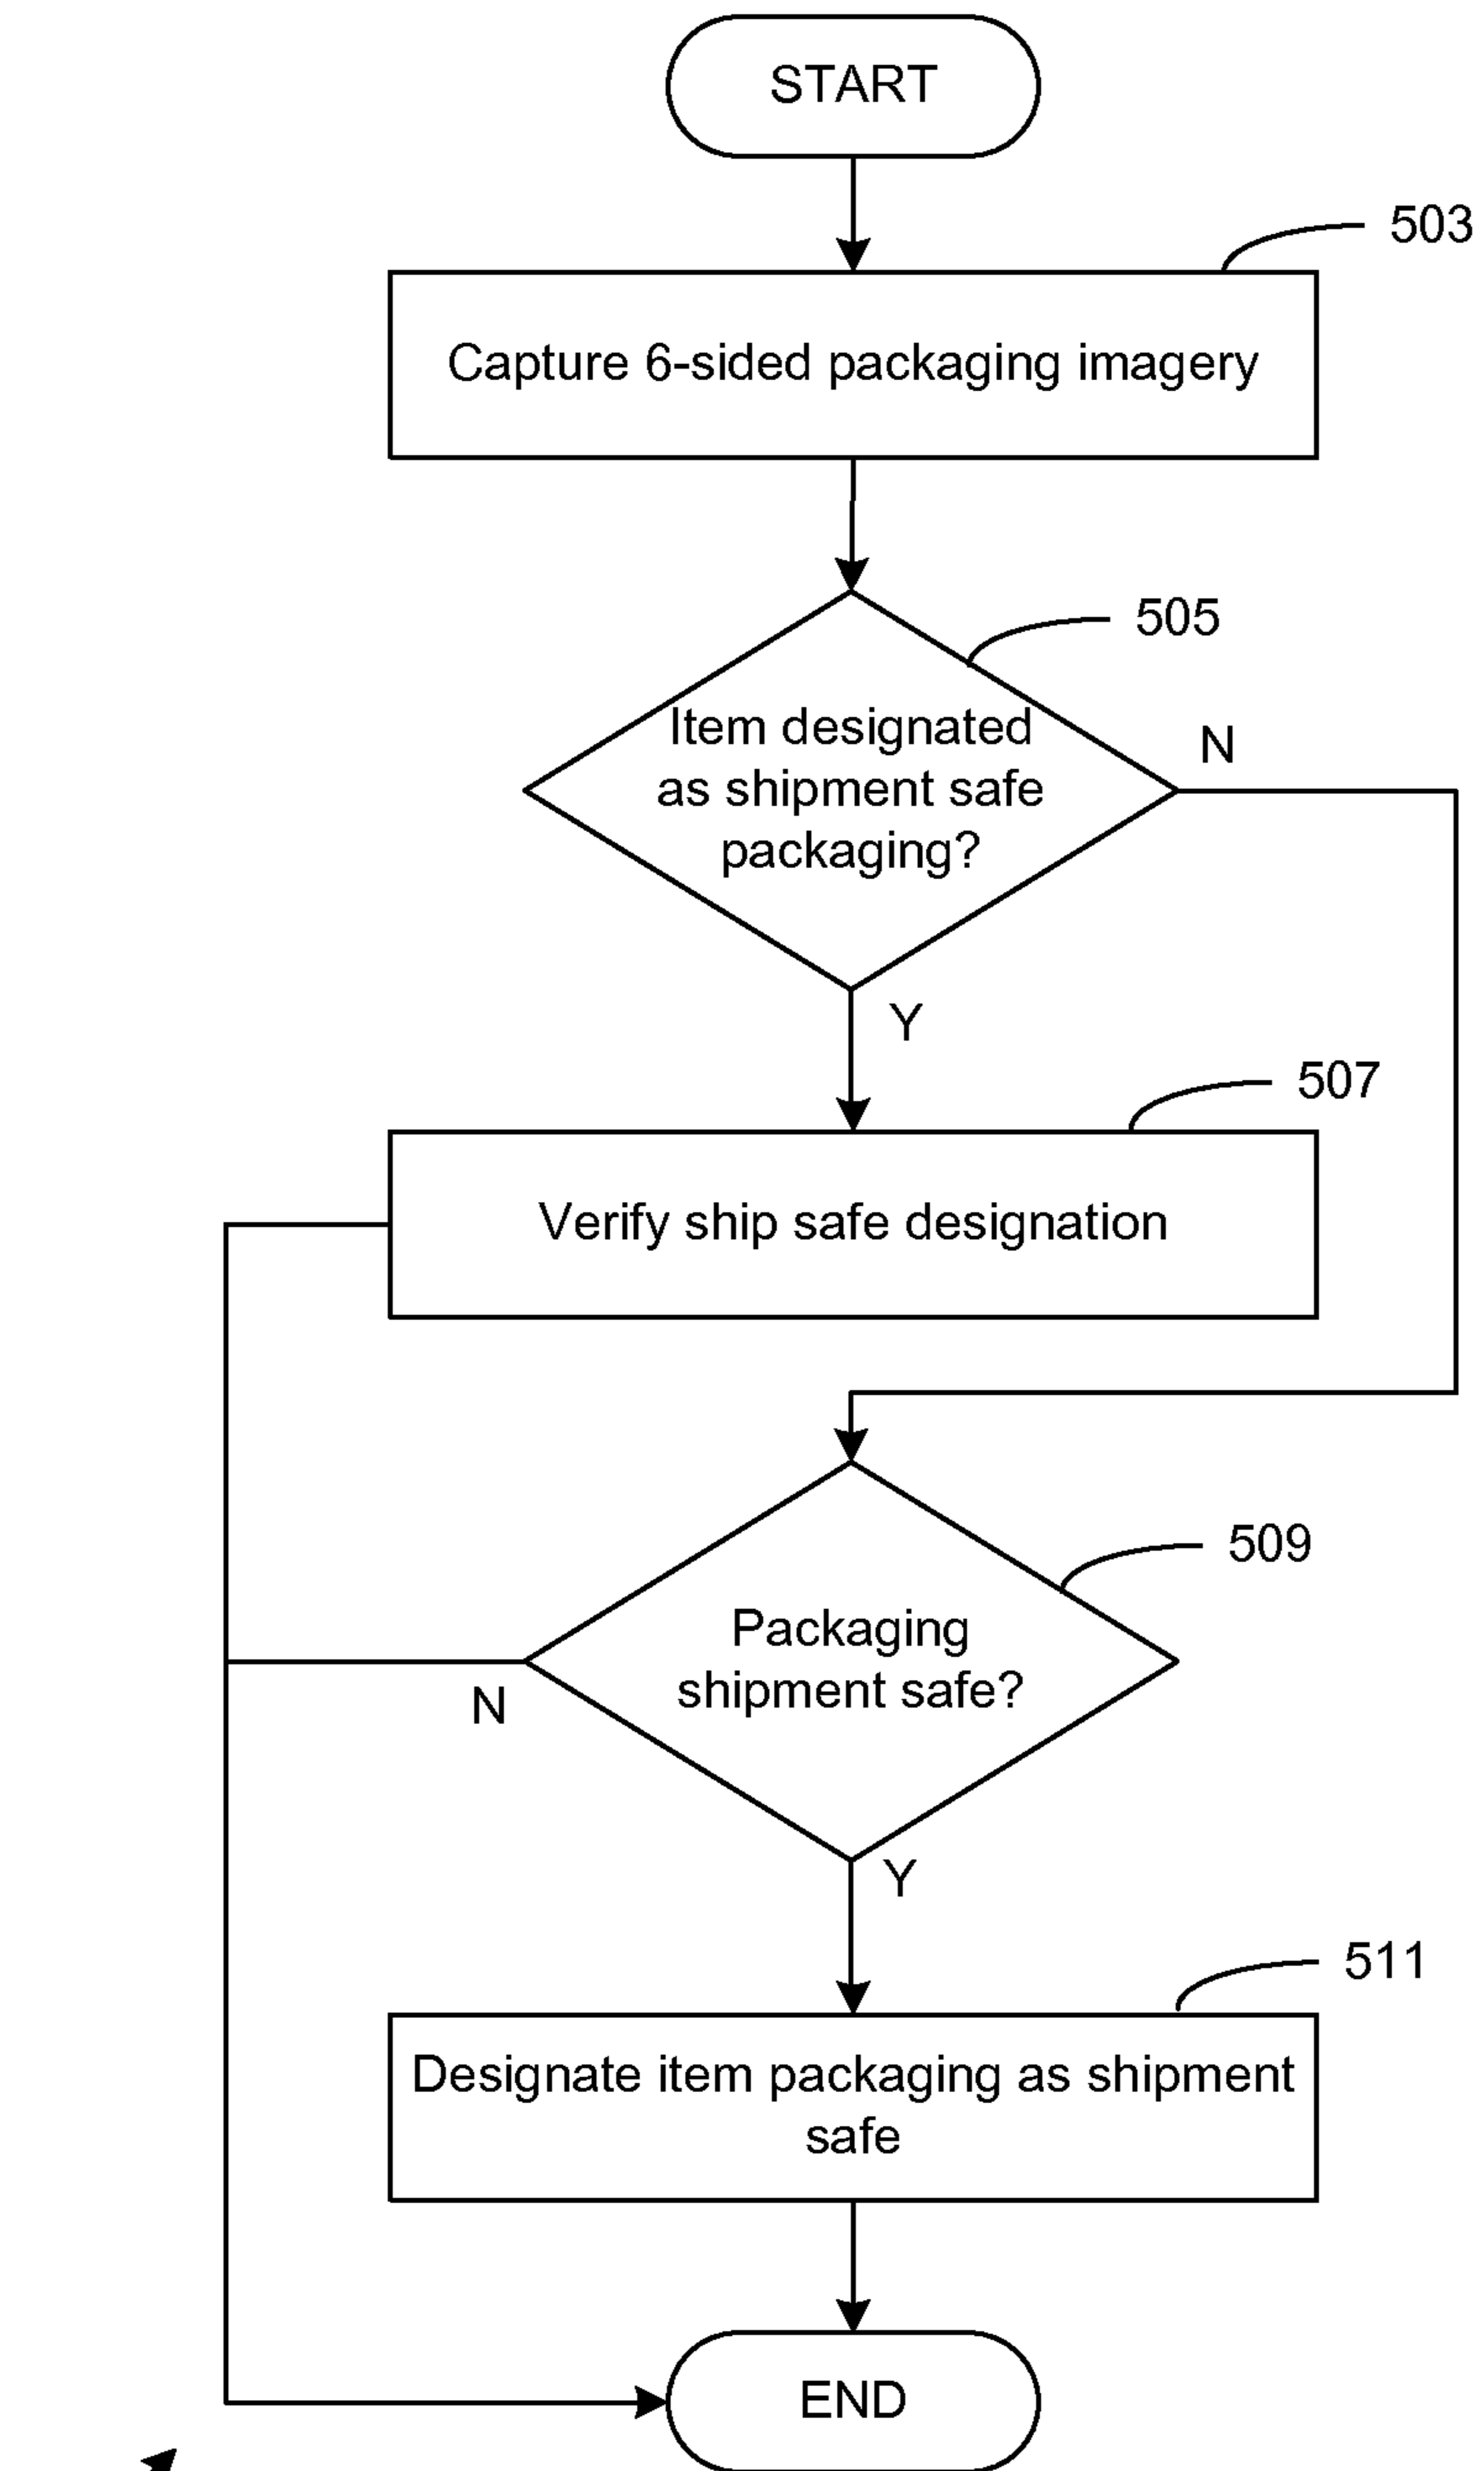 START
503
Capture 6-sided packaging imagery
505
Item designated
as shipment safe
packaging?
N
Y
507
Verify ship safe designation
509
Packaging
shipment safe?
N
Y
511
Designate item packaging as shipment
safe
END